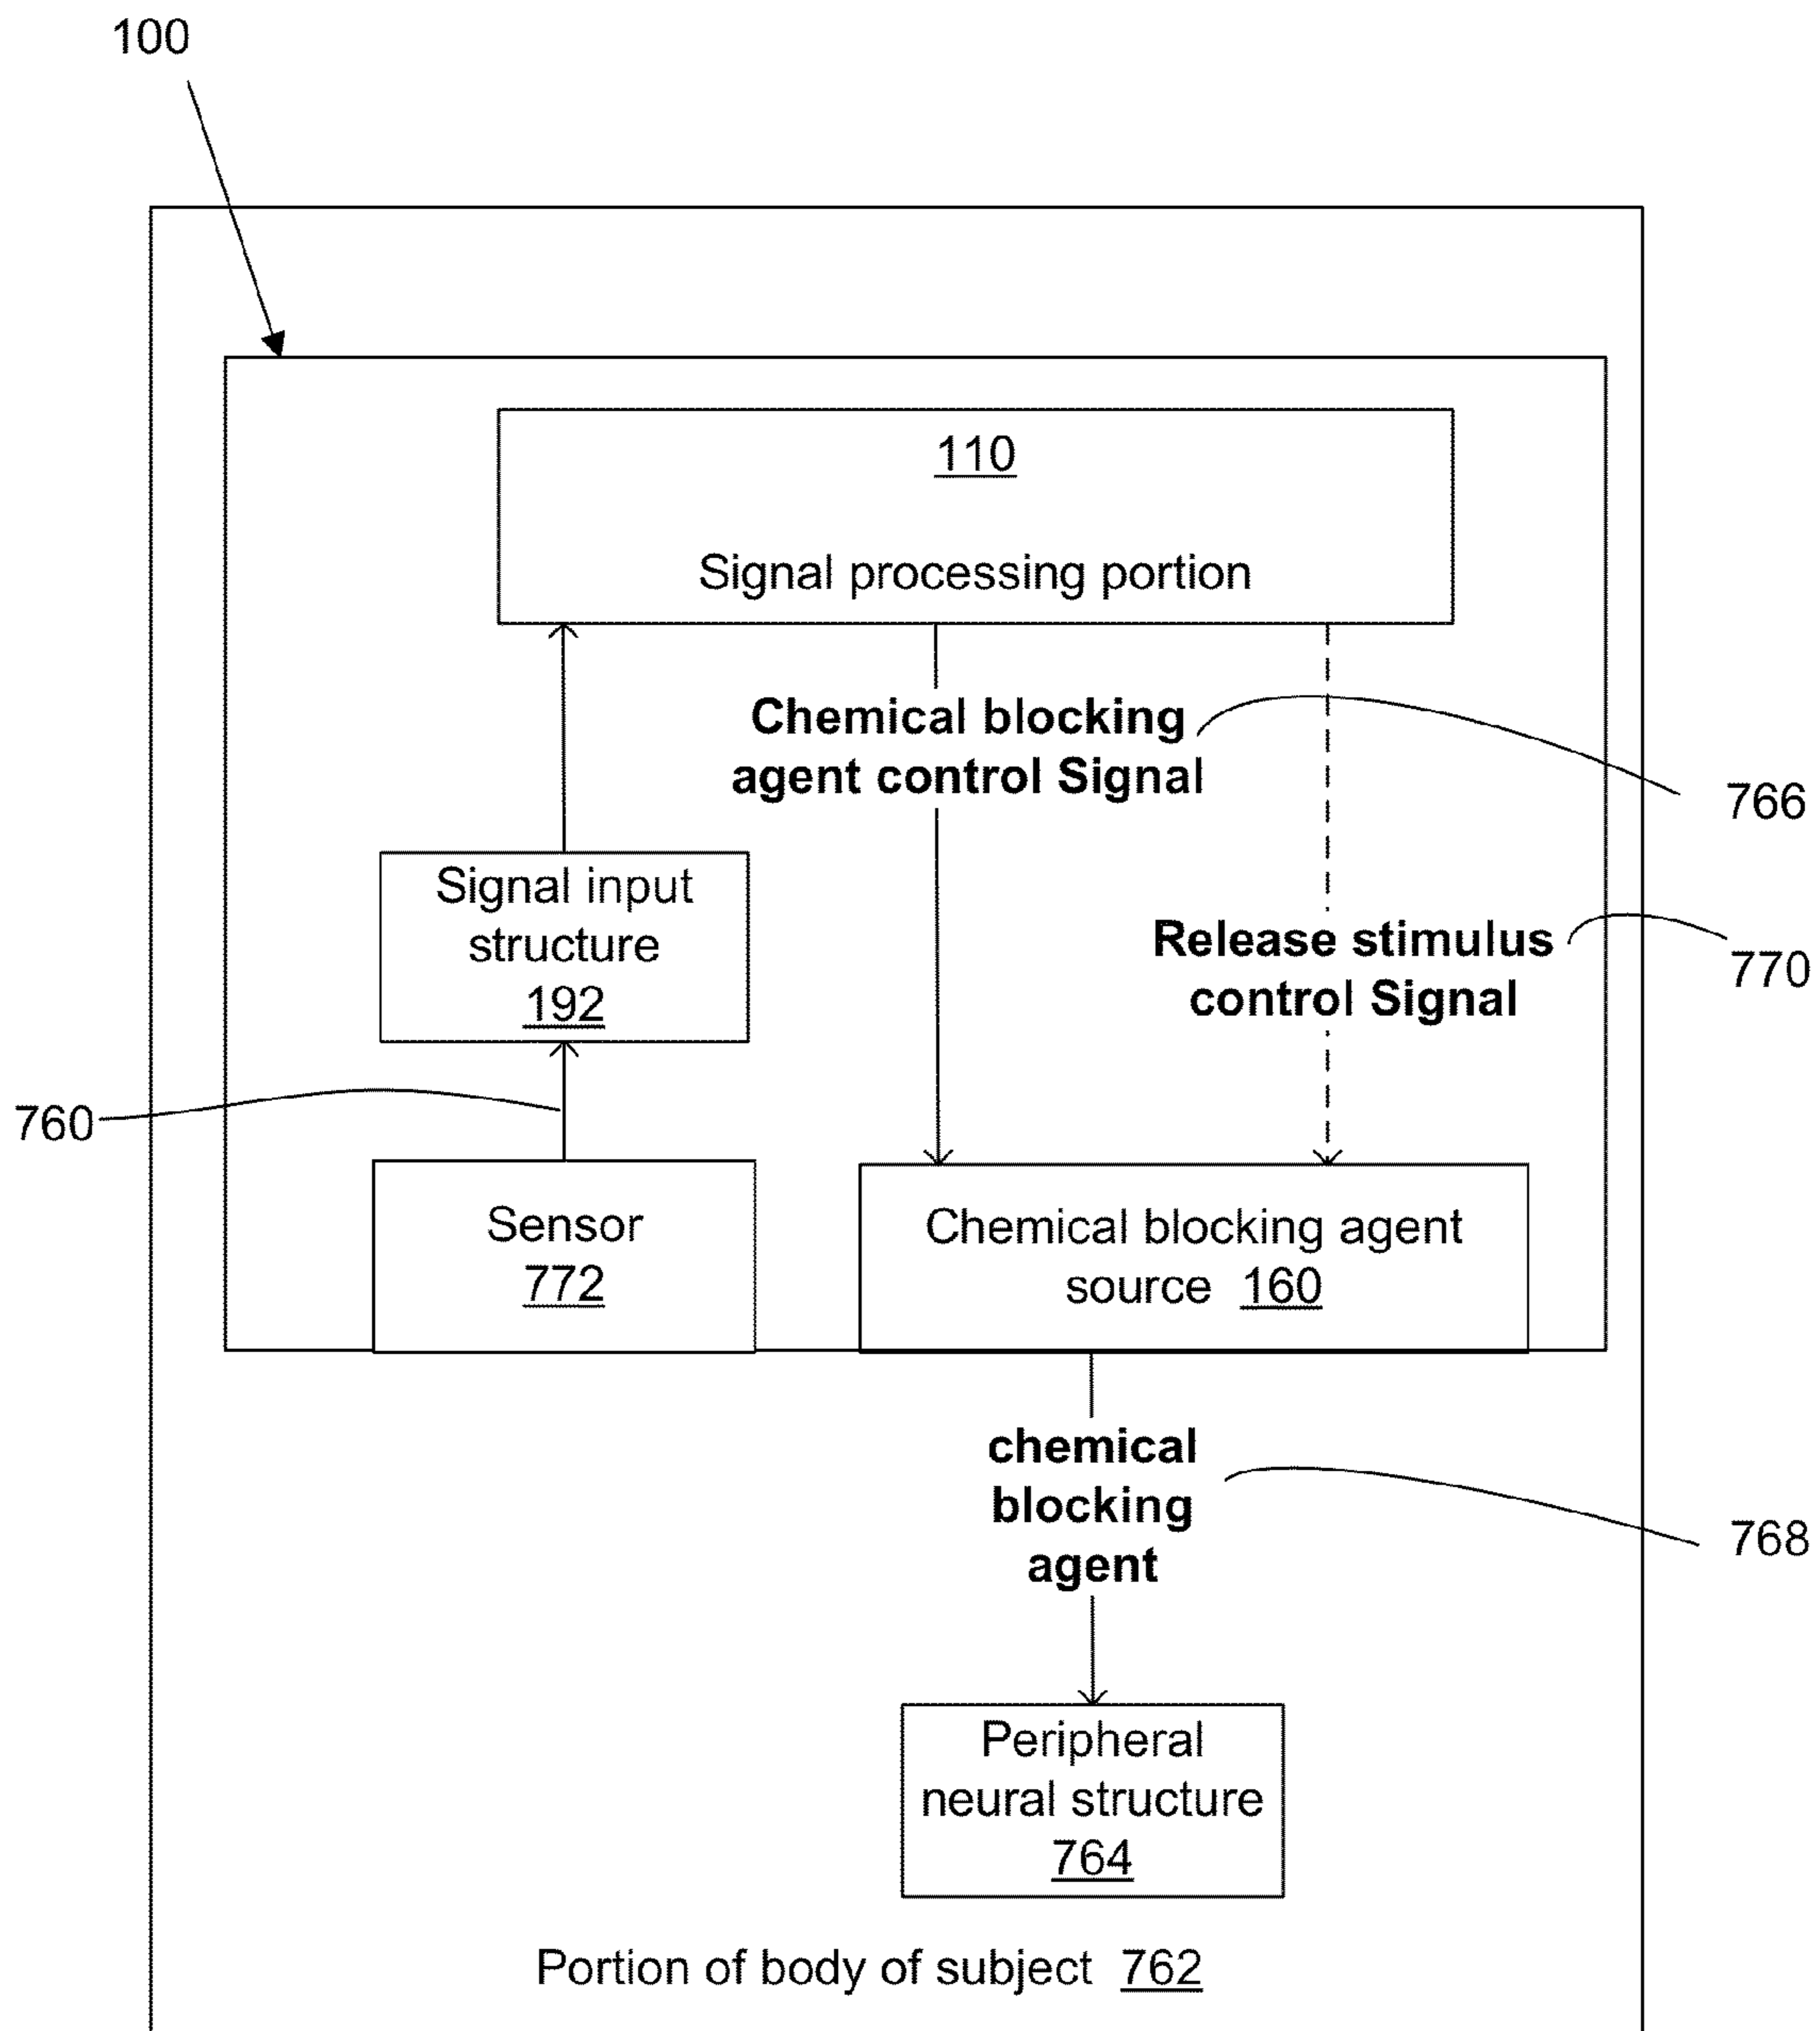 100
110
Signal processing portion
Chemical blocking
agent control Signal
766
Signal input
structure
192
Release stimulus
control Signal
770
760
Sensor
772
Chemical blocking agent
source 160
chemical
blocking
agent
768
Peripheral
neural structure
764
Portion of body of subject 762